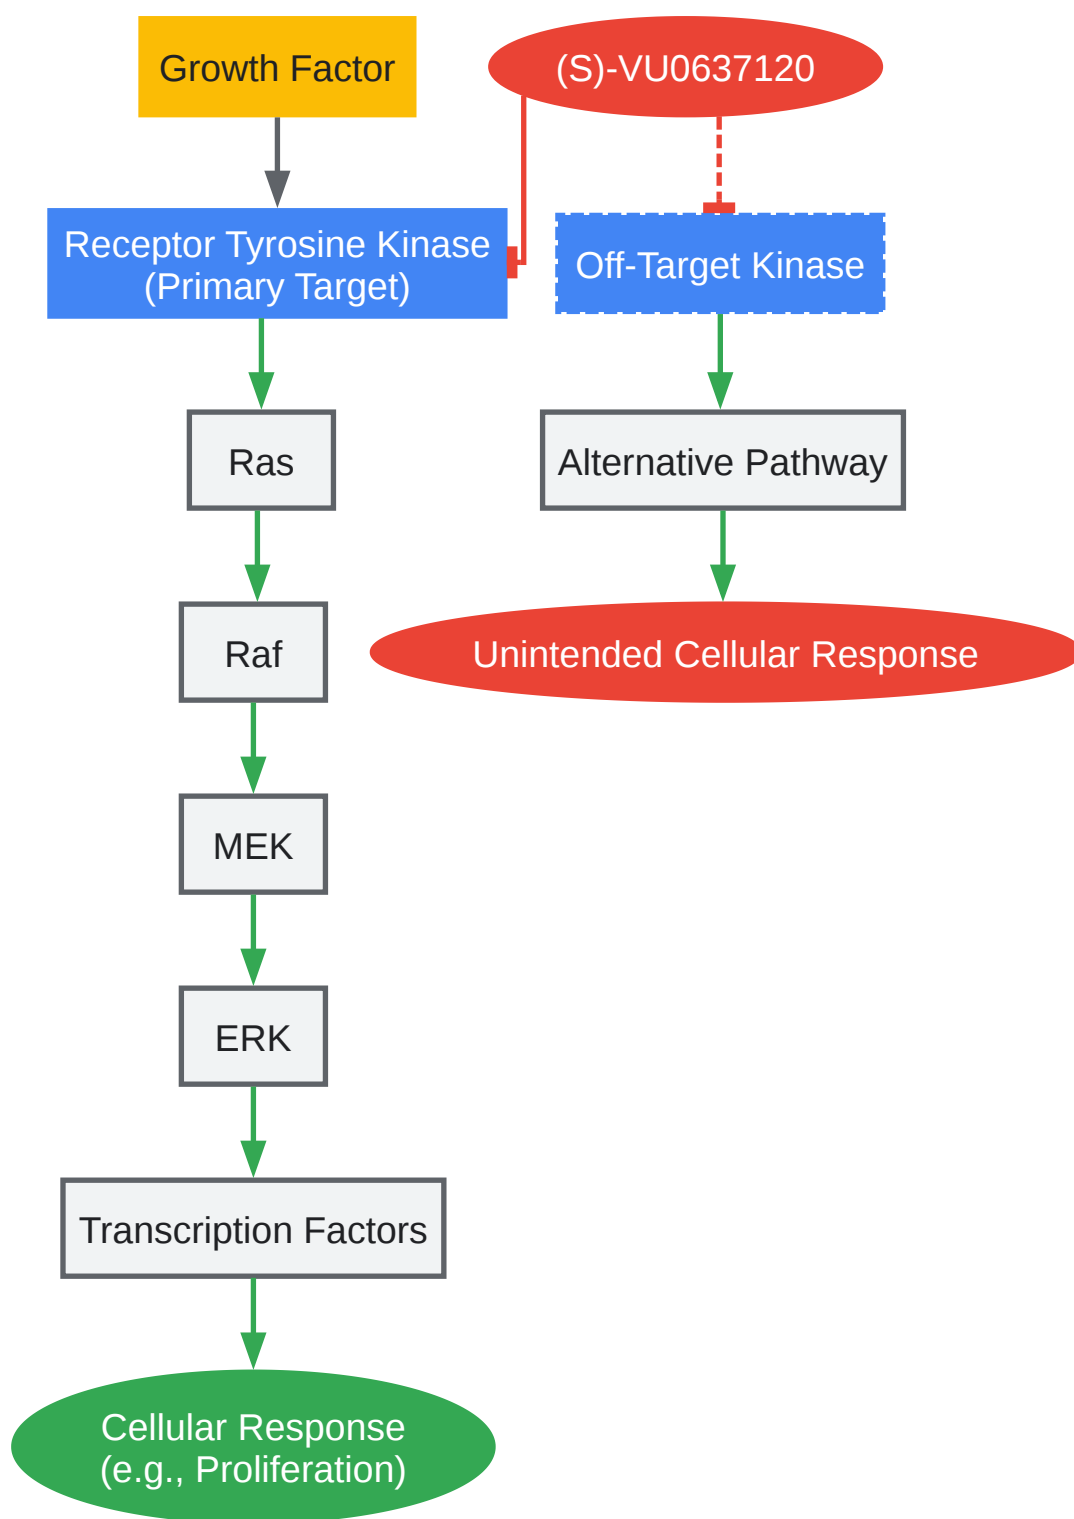 Growth Factor
(S)-VU0637120
Receptor Tyrosine Kinase
(Primary Target)
Off-Target Kinase
Ras
Alternative Pathway
Raf
Unintended Cellular Response
MEK
ERK
Transcription Factors
Cellular Response
(e.g., Proliferation)